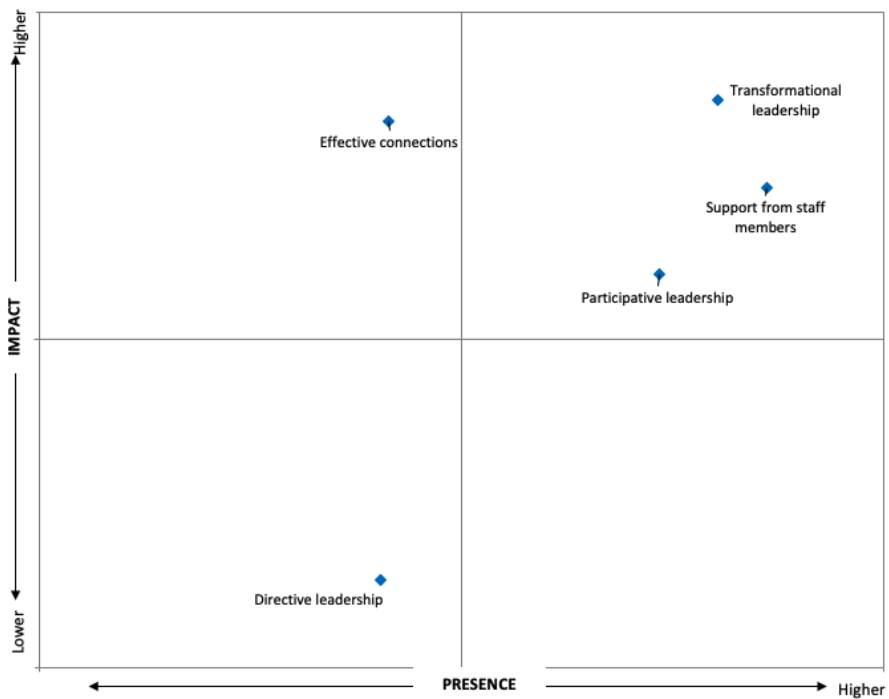 Higher
Transformational
leadership
Effective connections
Support from staff
members
Participative leadership
IMPACT
Directive leadership
Lower
PRESENCE
Higher